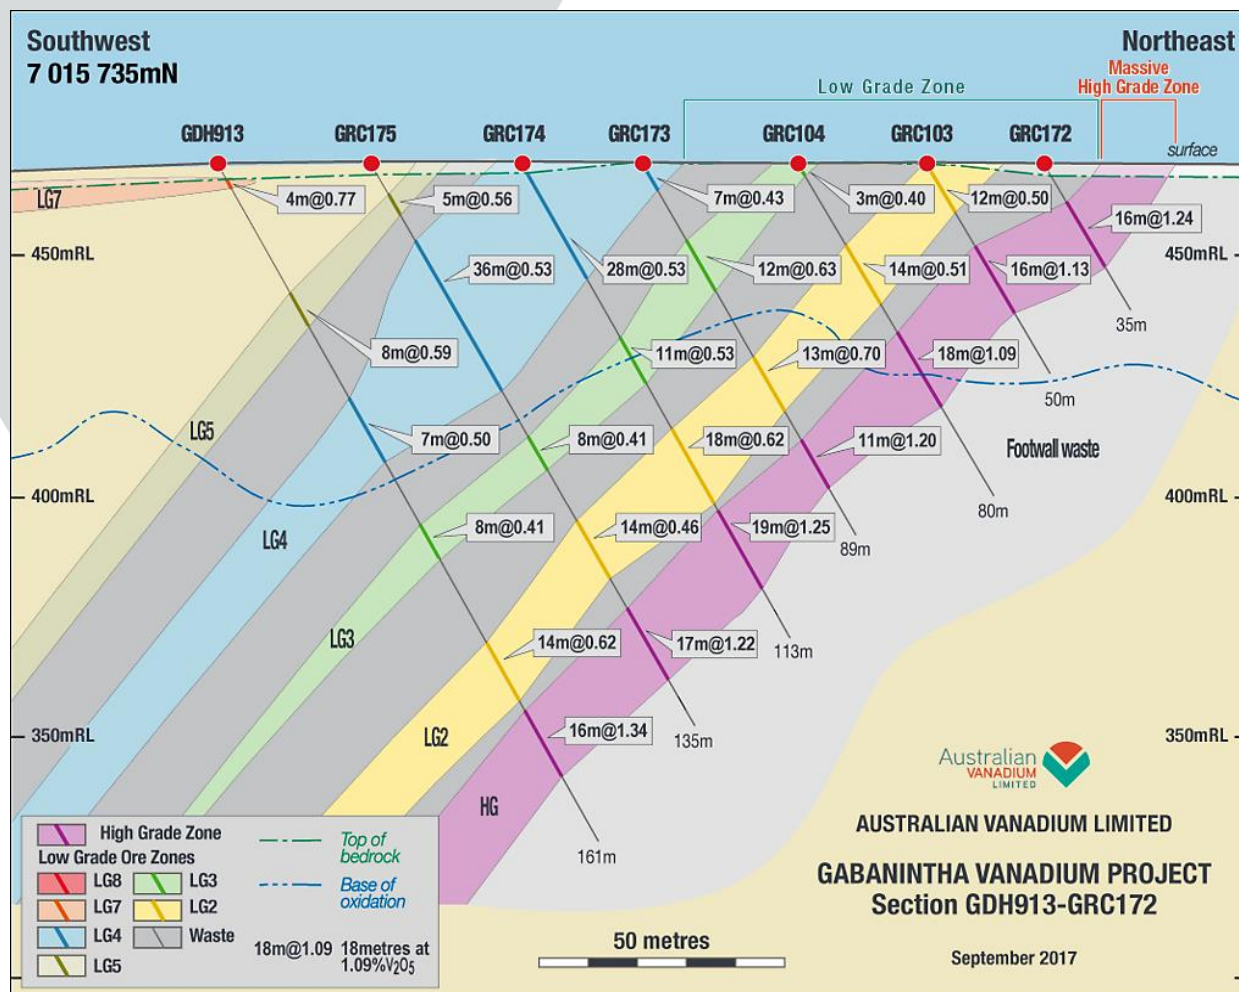 Southwest
7 015 735mN
Northeast
Massive
High Grade Zone
Low Grade Zone
surface
GDH913
GRC175
GRC174
GRC173
GRC104
GRC103
GRC172
LG7
4m@0.77
5m@0.56
7m@0.43
3m@0.40
12m@0.50
16m@1.24
450mRL
450mRL
36m@0.53
28m@0.53
12m@0.63
14m@0.51
16m@1.13
35m
8m@0.59
11m@0.53
13m@0.70
18m@1.09
50m
LG5
7m@0.50
8m@0.41
18m@0.62
11m@1.20
Footwall waste
400mRL
400mRL
80m
LG4
8m@0.41
14m@0.46
19m@1.25
89m
LG3
14m@0.62
17m@1.22
113m
350mRL
350mRL
LG2
16m@1.34
135m
HG
161m
Australian
VANADIUM
LIMITED
AUSTRALIAN VANADIUM LIMITED
GABANINTHA VANADIUM PROJECT
Section GDH913-GRC172
September 2017
High Grade Zone
Low Grade Ore Zones
LG8
LG3
LG7
LG2
LG4
Waste
LG5
Top of
bedrock
Base of
oxidation
18m@1.09 18metres at
1.09%V₂O₅
50 metres